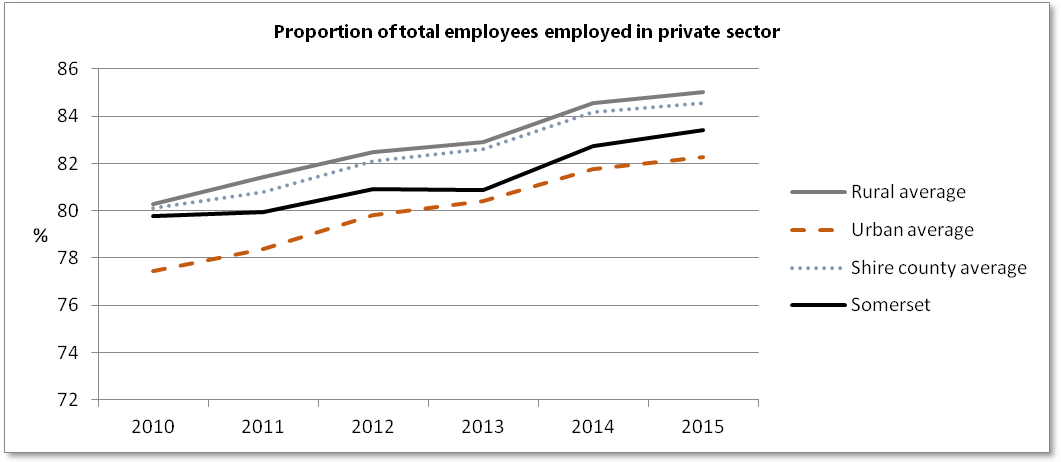 Proportion of total employees employed in private sector
86
84
82
80
78
76
74
72
%
2010 2011 2012 2013 2014 2015
Rural average
Urban average
Shire county average
Somerset